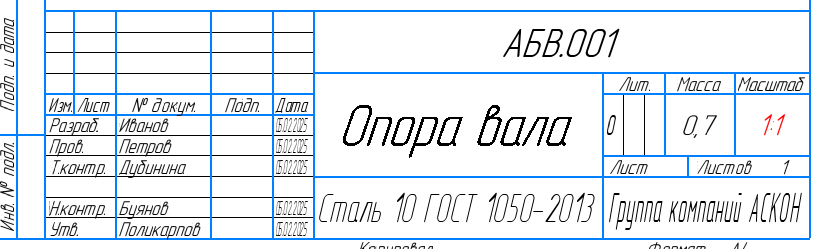 АБВ.001
Изм. Лист № докум. Подп. Дата
Разраб. Иванов 15.02.2025
Пров. Петров 15.02.2025
Т.контр. Дубинина 15.02.2025
Н.контр. Буянов 15.02.2025
Утв. Поликарпов 15.02.2025
Опора вала
Лит. Масса Масштаб
0 0,7 1:1
Лист Листов 1
Сталь 10 ГОСТ 1050-2013
Группа компаний АСКОН
Подп. и дата
Инв. № подл.
Копировал
Формат A4